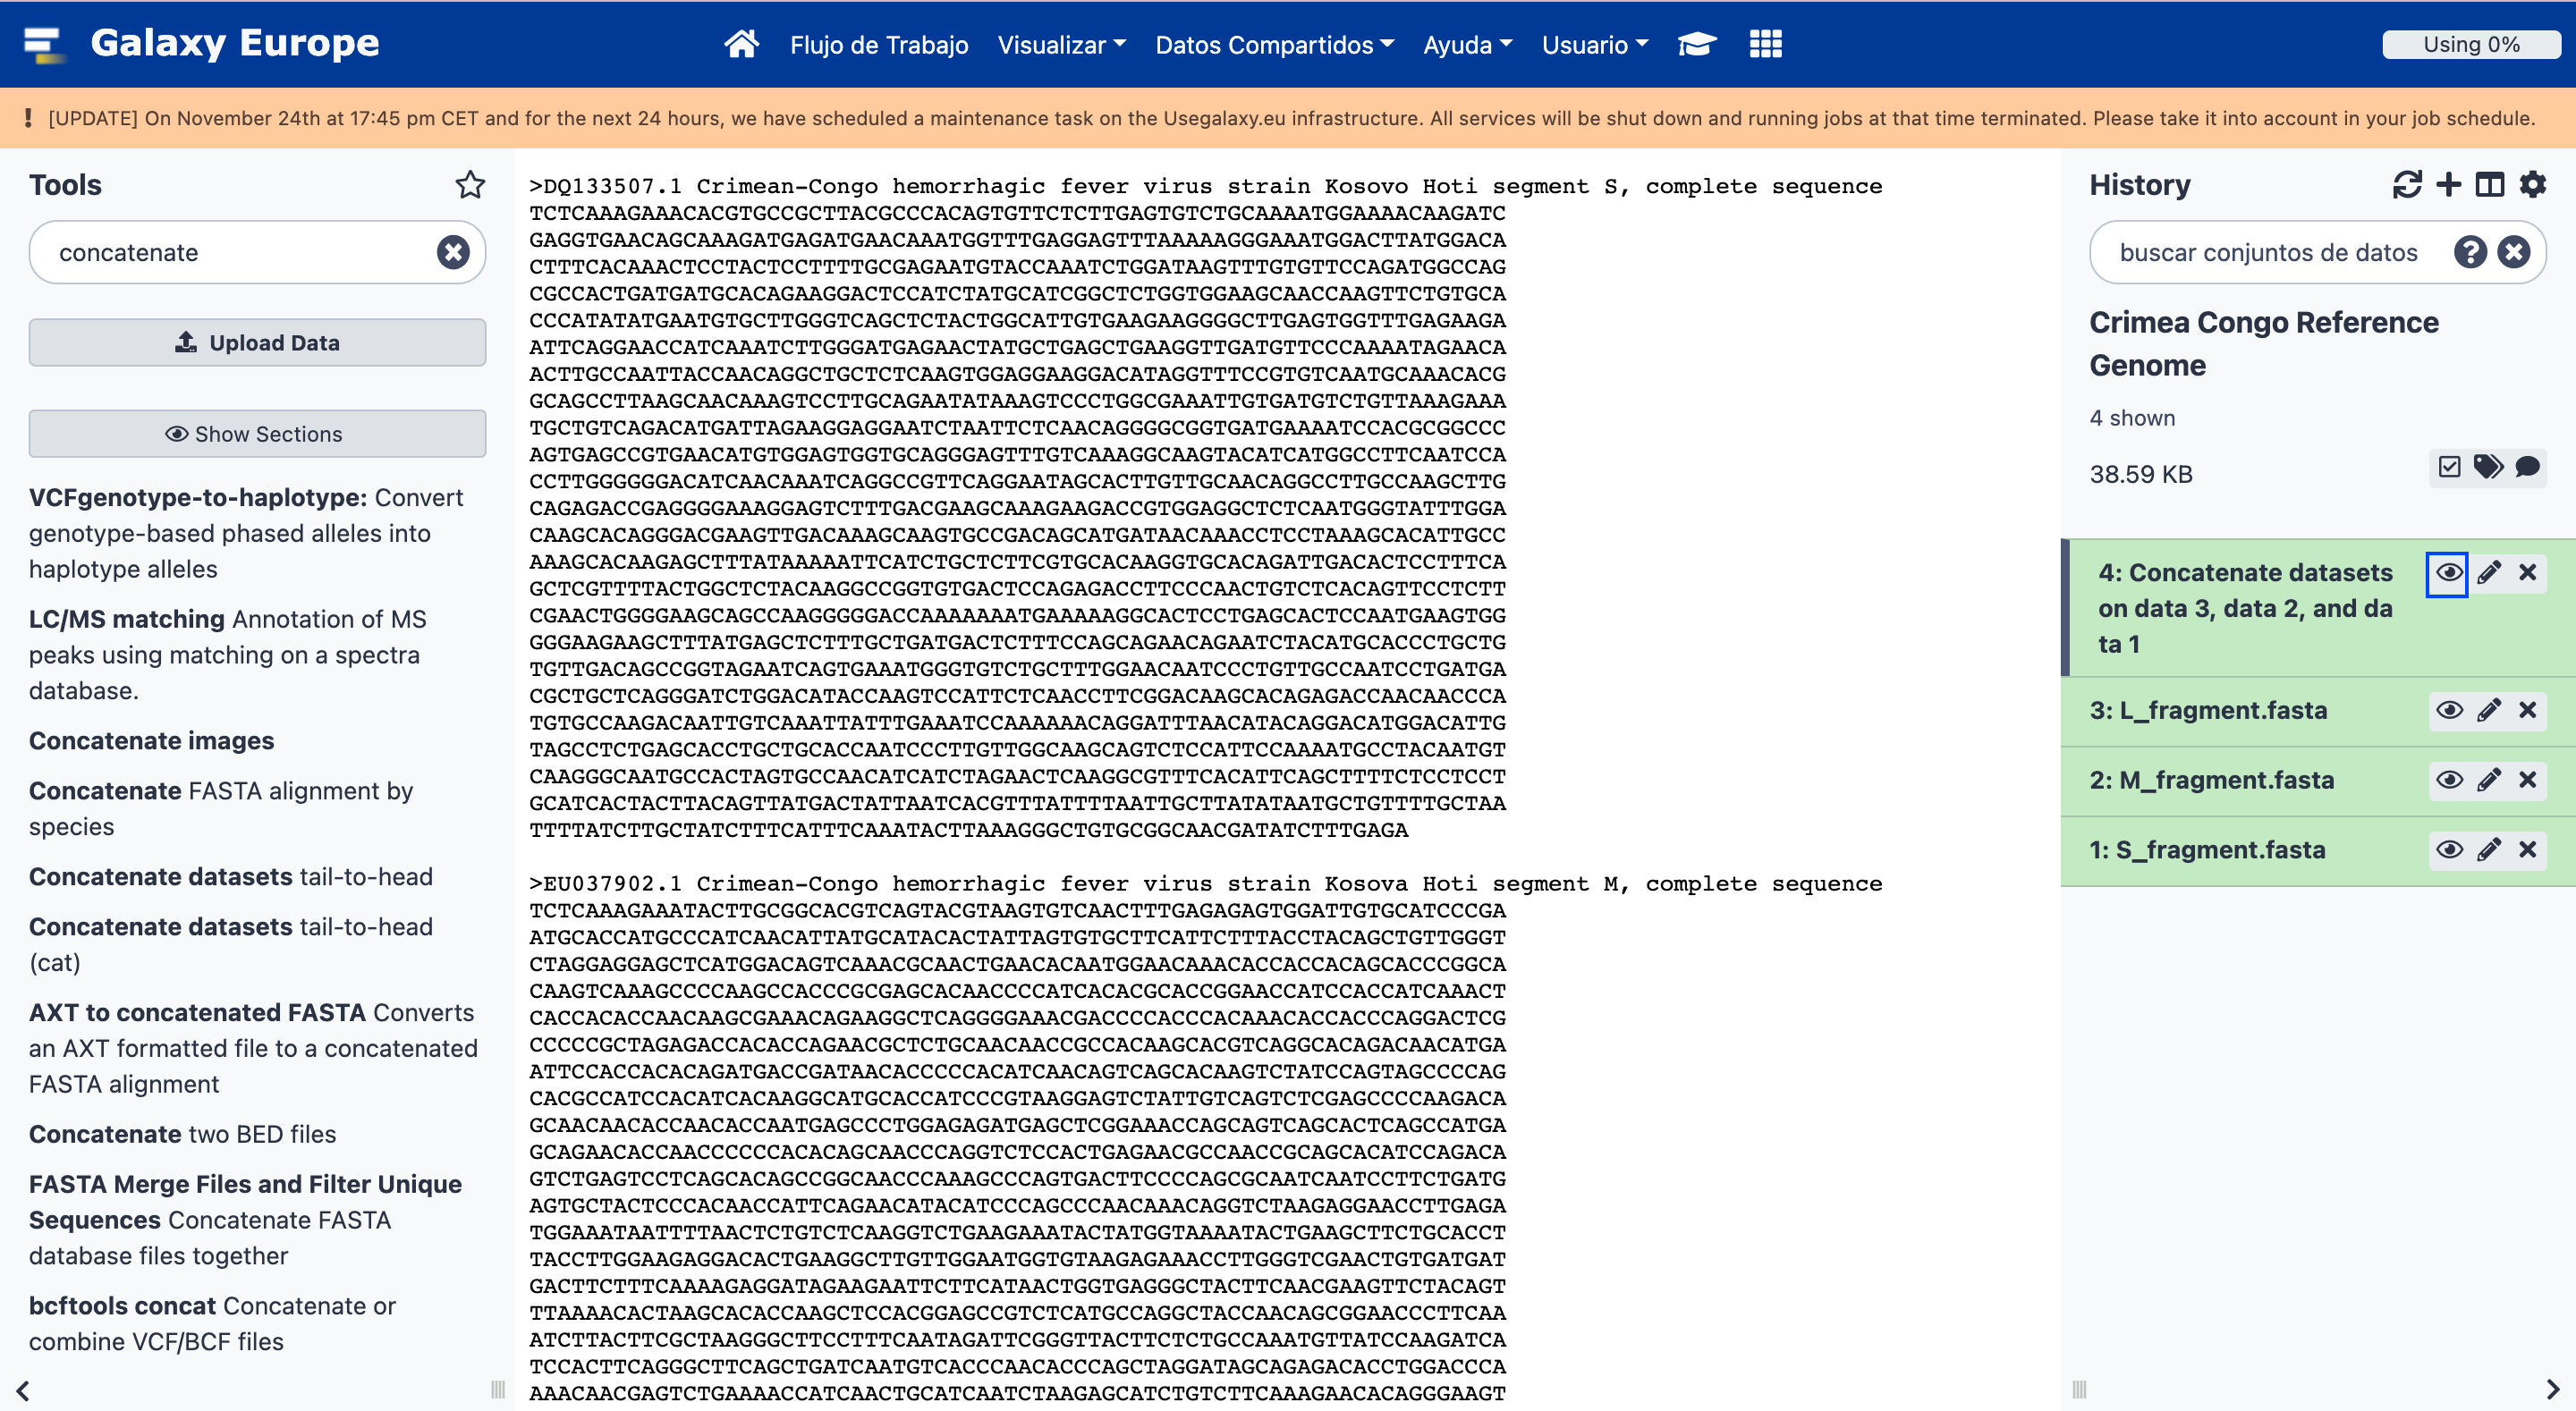 Galaxy Europe
Flujo de Trabajo Visualizar Datos Compartidos Ayuda Usuario
Using 0%
[UPDATE] On November 24th at 17:45 pm CET and for the next 24 hours, we have scheduled a maintenance task on the Usegalaxy.eu infrastructure. All services will be shut down and running jobs at that time terminated. Please take it into account in your job schedule.
Tools
concatenate
Upload Data
Show Sections
VCFgenotype-to-haplotype: Convert
genotype-based phased alleles into
haplotype alleles
LC/MS matching Annotation of MS
peaks using matching on a spectra
database.
Concatenate images
Concatenate FASTA alignment by
species
Concatenate datasets tail-to-head
Concatenate datasets tail-to-head
(cat)
AXT to concatenated FASTA Converts
an AXT formatted file to a concatenated
FASTA alignment
Concatenate two BED files
FASTA Merge Files and Filter Unique
Sequences Concatenate FASTA
database files together
bcftools concat Concatenate or
combine VCF/BCF files
>DQ133507.1 Crimean-Congo hemorrhagic fever virus strain Kosovo Hoti segment S, complete sequence
TCTCAAAGAAACACGTGCCGCTTACGCCCACAGTGTTCTCTTGAGTGTCTGCAAAATGGAAAACAAGATC
GAGGTGAACAGCAAAGATGAGATGAACAAATGGTTTGAGGAGTTTAAAAAGGGAAATGGACTTATGGACA
CTTTCACAAACTCCTACTCCTTTTGCGAGAATGTACCAAATCTGGATAAGTTTGTGTTCCAGATGGCCAG
CGCCACTGATGATGCACAGAAGGACTCCATCTATGCATCGGCTCTGGTGGAAGCAACCAAGTTCTGTGCA
CCCATATATGAATGTGCTTGGGTCAGCTCTACTGGCATTGTGAAGAAGGGGCTTGAGTGGTTTGAGAAGA
ATTCAGGAACCATCAAATCTTGGGATGAGAACTATGCTGAGCTGAAGGTTGATGTTCCCAAAATAGAACA
ACTTGCCAATTACCAACAGGCTGCTCTCAAGTGGAGGAAGGACATAGGTTTCCGTGTCAATGCAAACACG
GCAGCCTTAAGCAACAAAGTCCTTGCAGAATATAAAGTCCCTGGCGAAATTGTGATGTCTGTTAAAGAAA
TGCTGTCAGACATGATTAGAAGGAGGAATCTAATTCTCAACAGGGGCGGTGATGAAAATCCACGCGGCCC
AGTGAGCCGTGAACATGTGGAGTGGTGCAGGGAGTTTGTCAAAGGCAAGTACATCATGGCCTTCAATCCA
CCTTGGGGGGACATCAACAAATCAGGCCGTTCAGGAATAGCACTTGTTGCAACAGGCCTTGCCAAGCTTG
CAGAGACCGAGGGGAAAGGAGTCTTTGACGAAGCAAAGAAGACCGTGGAGGCTCTCAATGGGTATTTGGA
CAAGCACAGGGACGAAGTTGACAAAGCAAGTGCCGACAGCATGATAACAAACCTCCTAAAGCACATTGCC
AAAGCACAAGAGCTTTATAAAAATTCATCTGCTCTTCGTGCACAAGGTGCACAGATTGACACTCCTTTCA
GCTCGTTTTACTGGCTCTACAAGGCCGGTGTGACTCCAGAGACCTTCCCAACTGTCTCACAGTTCCTCTT
CGAACTGGGGAAGCAGCCAAGGGGGACCAAAAAAATGAAAAAGGCACTCCTGAGCACTCCAATGAAGTGG
GGGAAGAAGCTTTATGAGCTCTTTGCTGATGACTCTTTCCAGCAGAACAGAATCTACATGCACCCTGCTG
TGTTGACAGCCGGTAGAATCAGTGAAATGGGTGTCTGCTTTGGAACAATCCCTGTTGCCAATCCTGATGA
CGCTGCTCAGGGATCTGGACATACCAAGTCCATTCTCAACCTTCGGACAAGCACAGAGACCAACAACCCA
TGTGCCAAGACAATTGTCAAATTATTTGAAATCCAAAAAACAGGATTTAACATACAGGACATGGACATTG
TAGCCTCTGAGCACCTGCTGCACCAATCCCTTGTTGGCAAGCAGTCTCCATTCCAAAATGCCTACAATGT
CAAGGGCAATGCCACTAGTGCCAACATCATCTAGAACTCAAGGCGTTTCACATTCAGCTTTTCTCCTCCT
GCATCACTACTTACAGTTATGACTATTAATCACGTTTATTTTAATTGCTTATATAATGCTGTTTTGCTAA
TTTTATCTTGCTATCTTTCATTTCAAATACTTAAAGGGCTGTGCGGCAACGATATCTTTGAGA
>EU037902.1 Crimean-Congo hemorrhagic fever virus strain Kosova Hoti segment M, complete sequence
TCTCAAAGAAATACTTGCGGCACGTCAGTACGTAAGTGTCAACTTTGAGAGAGTGGATTGTGCATCCCGA
ATGCACCATGCCCATCAACATTATGCATACACTATTAGTGTGCTTCATTCTTTACCTACAGCTGTTGGGT
CTAGGAGGAGCTCATGGACAGTCAAACGCAACTGAACACAATGGAACAAACACCACCACAGCACCCGGCA
CAAGTCAAAGCCCCAAGCCACCCGCGAGCACAACCCCATCACACGCACCGGAACCATCCACCATCAAACT
CACCACACCAACAAGCGAAACAGAAGGCTCAGGGGAAACGACCCCACCCACAAACACCACCCAGGACTCG
CCCCCGCTAGAGACCACACCAGAACGCTCTGCAACAACCGCCACAAGCACGTCAGGCACAGACAACATGA
ATTCCACCACACAGATGACCGATAACACCCCCACATCAACAGTCAGCACAAGTCTATCCAGTAGCCCCAG
CACGCCATCCACATCACAAGGCATGCACCATCCCGTAAGGAGTCTATTGTCAGTCTCGAGCCCCAAGACA
GCAACAACACCAACACCAATGAGCCCTGGAGAGATGAGCTCGGAAACCAGCAGTCAGCACTCAGCCATGA
GCAGAACACCAACCCCCCACACAGCAACCCAGGTCTCCACTGAGAACGCCAACCGCAGCACATCCAGACA
GTCTGAGTCCTCAGCACAGCCGGCAACCCAAAGCCCAGTGACTTCCCCAGCGCAATCAATCCTTCTGATG
AGTGCTACTCCCACAACCATTCAGAACATACATCCCAGCCCAACAAACAGGTCTAAGAGGAACCTTGAGA
TGGAAATAATTTTAACTCTGTCTCAAGGTCTGAAGAAATACTATGGTAAAATACTGAAGCTTCTGCACCT
TACCTTGGAAGAGGACACTGAAGGCTTGTTGGAATGGTGTAAGAGAAACCTTGGGTCGAACTGTGATGAT
GACTTCTTTCAAAAGAGGATAGAAGAATTCTTCATAACTGGTGAGGGCTACTTCAACGAAGTTCTACAGT
TTAAAACACTAAGCACACCAAGCTCCACGGAGCCGTCTCATGCCAGGCTACCAACAGCGGAACCCTTCAA
ATCTTACTTCGCTAAGGGCTTCCTTTCAATAGATTCGGGTTACTTCTCTGCCAAATGTTATCCAAGATCA
TCCACTTCAGGGCTTCAGCTGATCAATGTCACCCAACACCCAGCTAGGATAGCAGAGACACCTGGACCCA
AAACAACGAGTCTGAAAACCATCAACTGCATCAATCTAAGAGCATCTGTCTTCAAAGAACACAGGGAAGT
History
buscar conjuntos de datos
Crimea Congo Reference
Genome
4 shown
38.59 KB
4: Concatenate datasets
on data 3, data 2, and da
ta 1
3: L_fragment.fasta
2: M_fragment.fasta
1: S_fragment.fasta